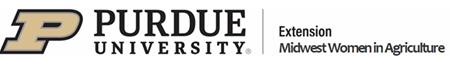 P PURDUE
UNIVERSITY®
Extension
Midwest Women in Agriculture